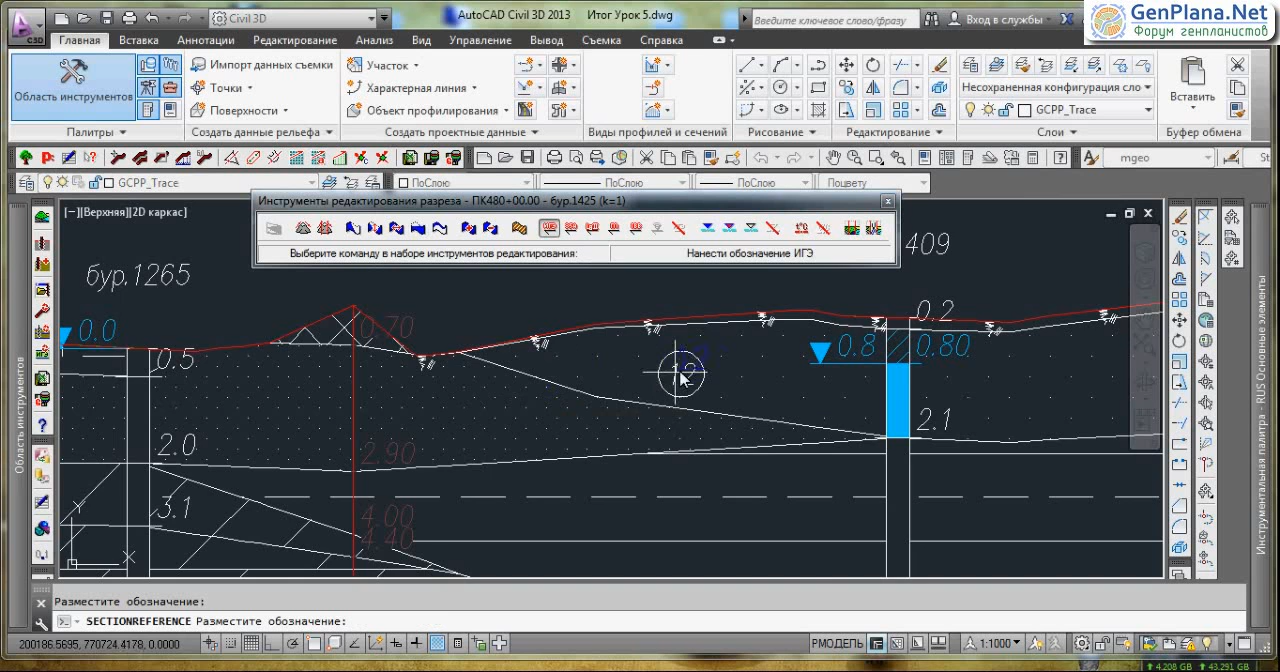 Civil 3D
AutoCAD Civil 3D 2013 Итог Урок 5.dwg
Введите ключевое слово/фразу
Вход в службы
GenPlana.Net
Форум генпланистов
C3D
Главная Вставка Аннотации Редактирование Анализ Вид Управление Вывод Съемка Справка
Область инструментов
Импорт данных съемки
Точки
Поверхности
Участок
Характерная линия
Объект профилирования
Несохраненная конфигурация сло
GCPP_Trace
Вставить
Палитры
Создать данные рельефа
Создать проектные данные
Виды профилей и сечений
Рисование
Редактирование
Слои
Буфер обмена
mgeo
GCPP_Trace
ПоСлою
ПоСлою
ПоСлою
Поцвету
Инструменты редактирования разреза - ПК480+00.00 - бур.1425 (k=1)
Выберите команду в наборе инструментов редактирования:
Нанести обозначение ИГЭ
[−]Верхняя]2D каркас]
409
бур.1265
0.0
0.70
0.2
0.8
0.80
0.5
2.1
2.0
2.90
3.1
4.00
4.40
Y
X
Область инструментов
Инструментальная палитра - RUS Основные элементы
Разместите обозначение:
SECTIONREFERENCE Разместите обозначение:
200186.5695, 770724.4178, 0.0000
РМОДЕЛЬ
1:1000
4.208 GB
43.291 GB